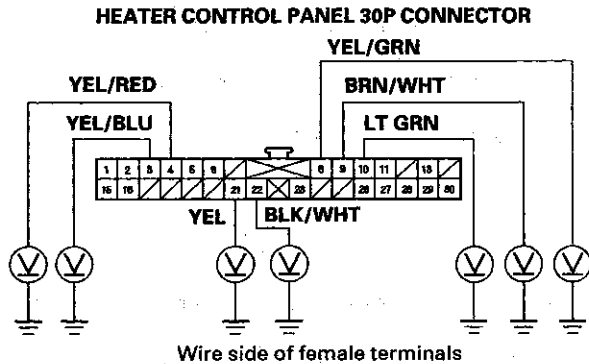 HEATER CONTROL PANEL 30P CONNECTOR
YEL/GRN
YEL/RED
BRN/WHT
YEL/BLU
LT GRN
1 2 3 4 5 6 8 9 10 11 13
15 16 21 22 23 26 27 28 29 30
YEL
BLK/WHT
V V V V V V V
Wire side of female terminals